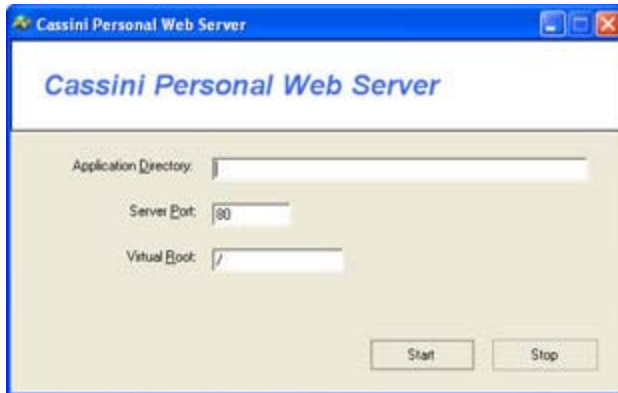 Cassini Personal Web Server
Cassini Personal Web Server
Application Directory:
Server Port: 80
Virtual Root: /
Start Stop